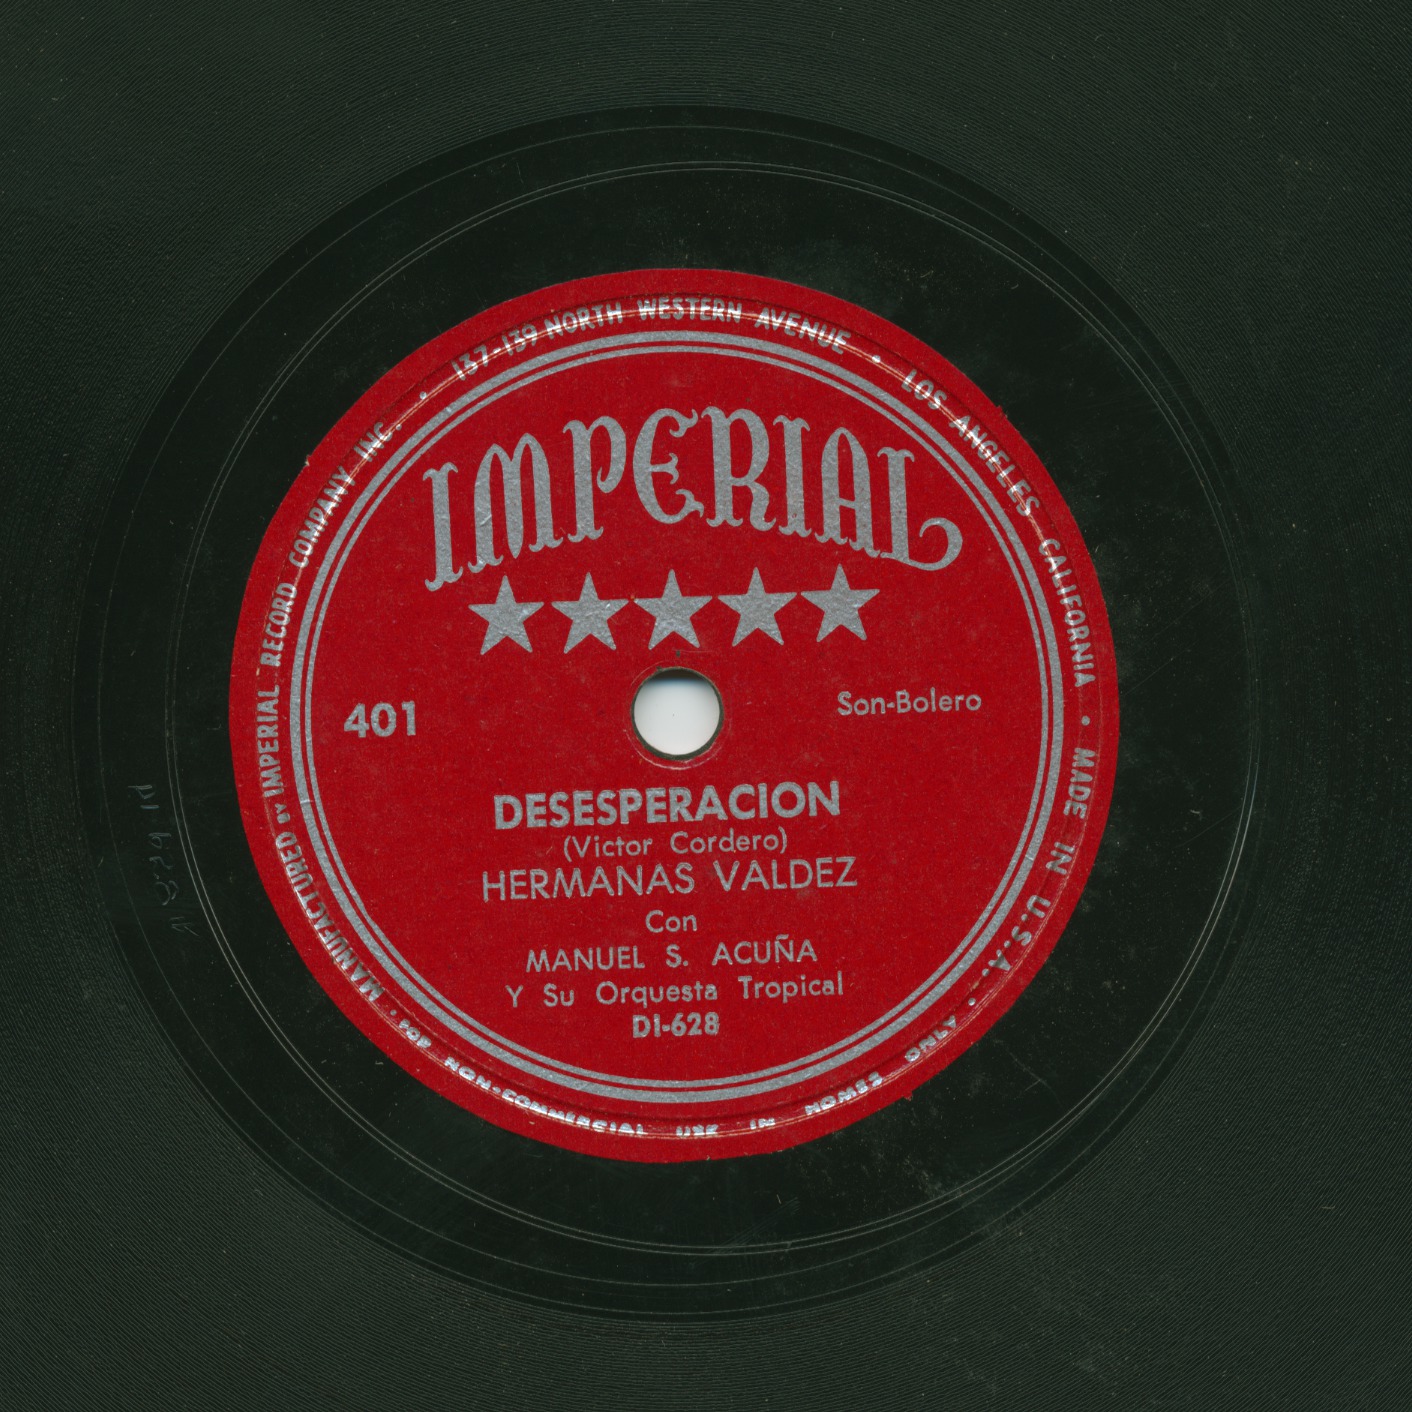 MANUFACTURED BY IMPERIAL RECORD COMPANY INC. • 137-139 NORTH WESTERN AVENUE • LOS ANGELES CALIFORNIA • MADE IN U.S.A. •
FOR NON-COMMERCIAL USE IN HOMES ONLY •
IMPERIAL
401
Son-Bolero
DESESPERACION
(Victor Cordero)
HERMANAS VALDEZ
Con
MANUEL S. ACUÑA
Y Su Orquesta Tropical
DI-628